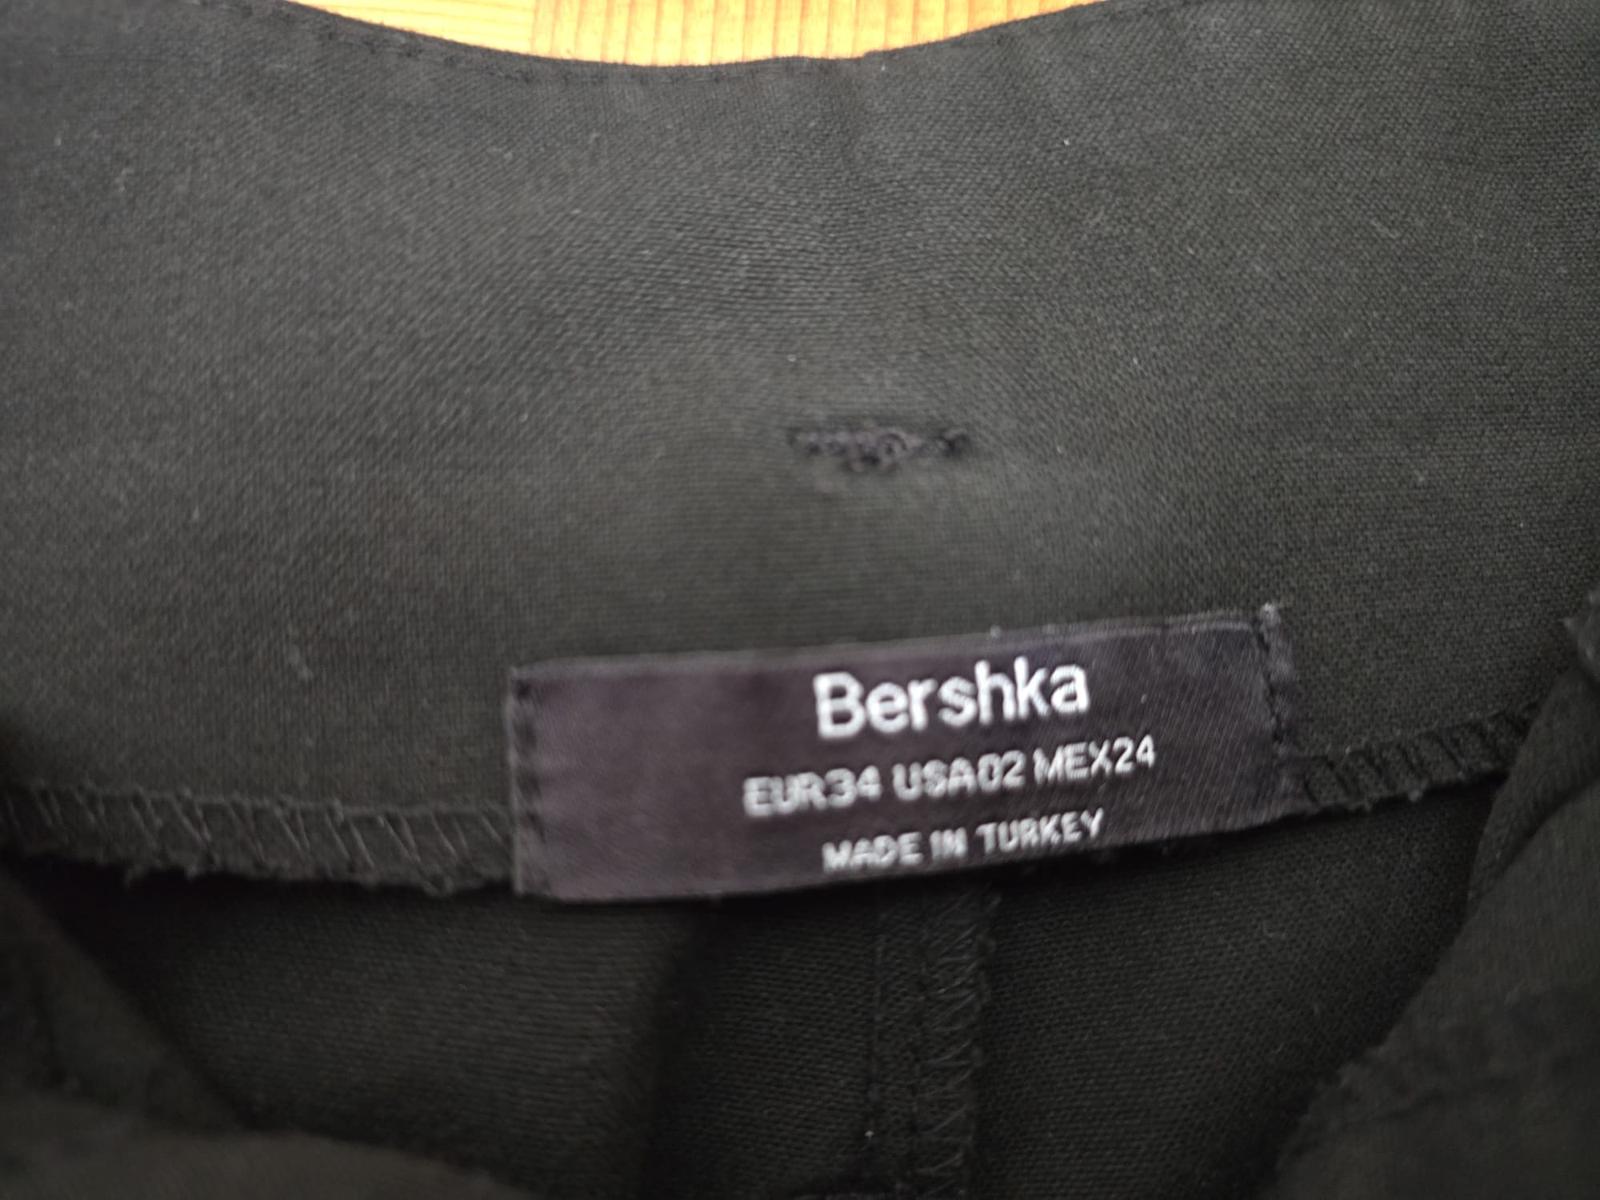 Bershka
EUR34 USA02 MEX24
MADE IN TURKEY